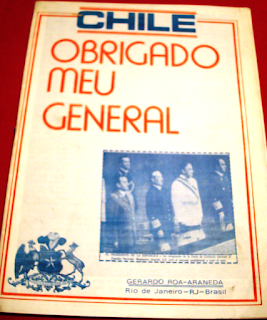 CHILE
OBRIGADO
MEU
GENERAL
GERARDO ROA-ARANEDA
Rio de Janeiro-RJ-Brasil